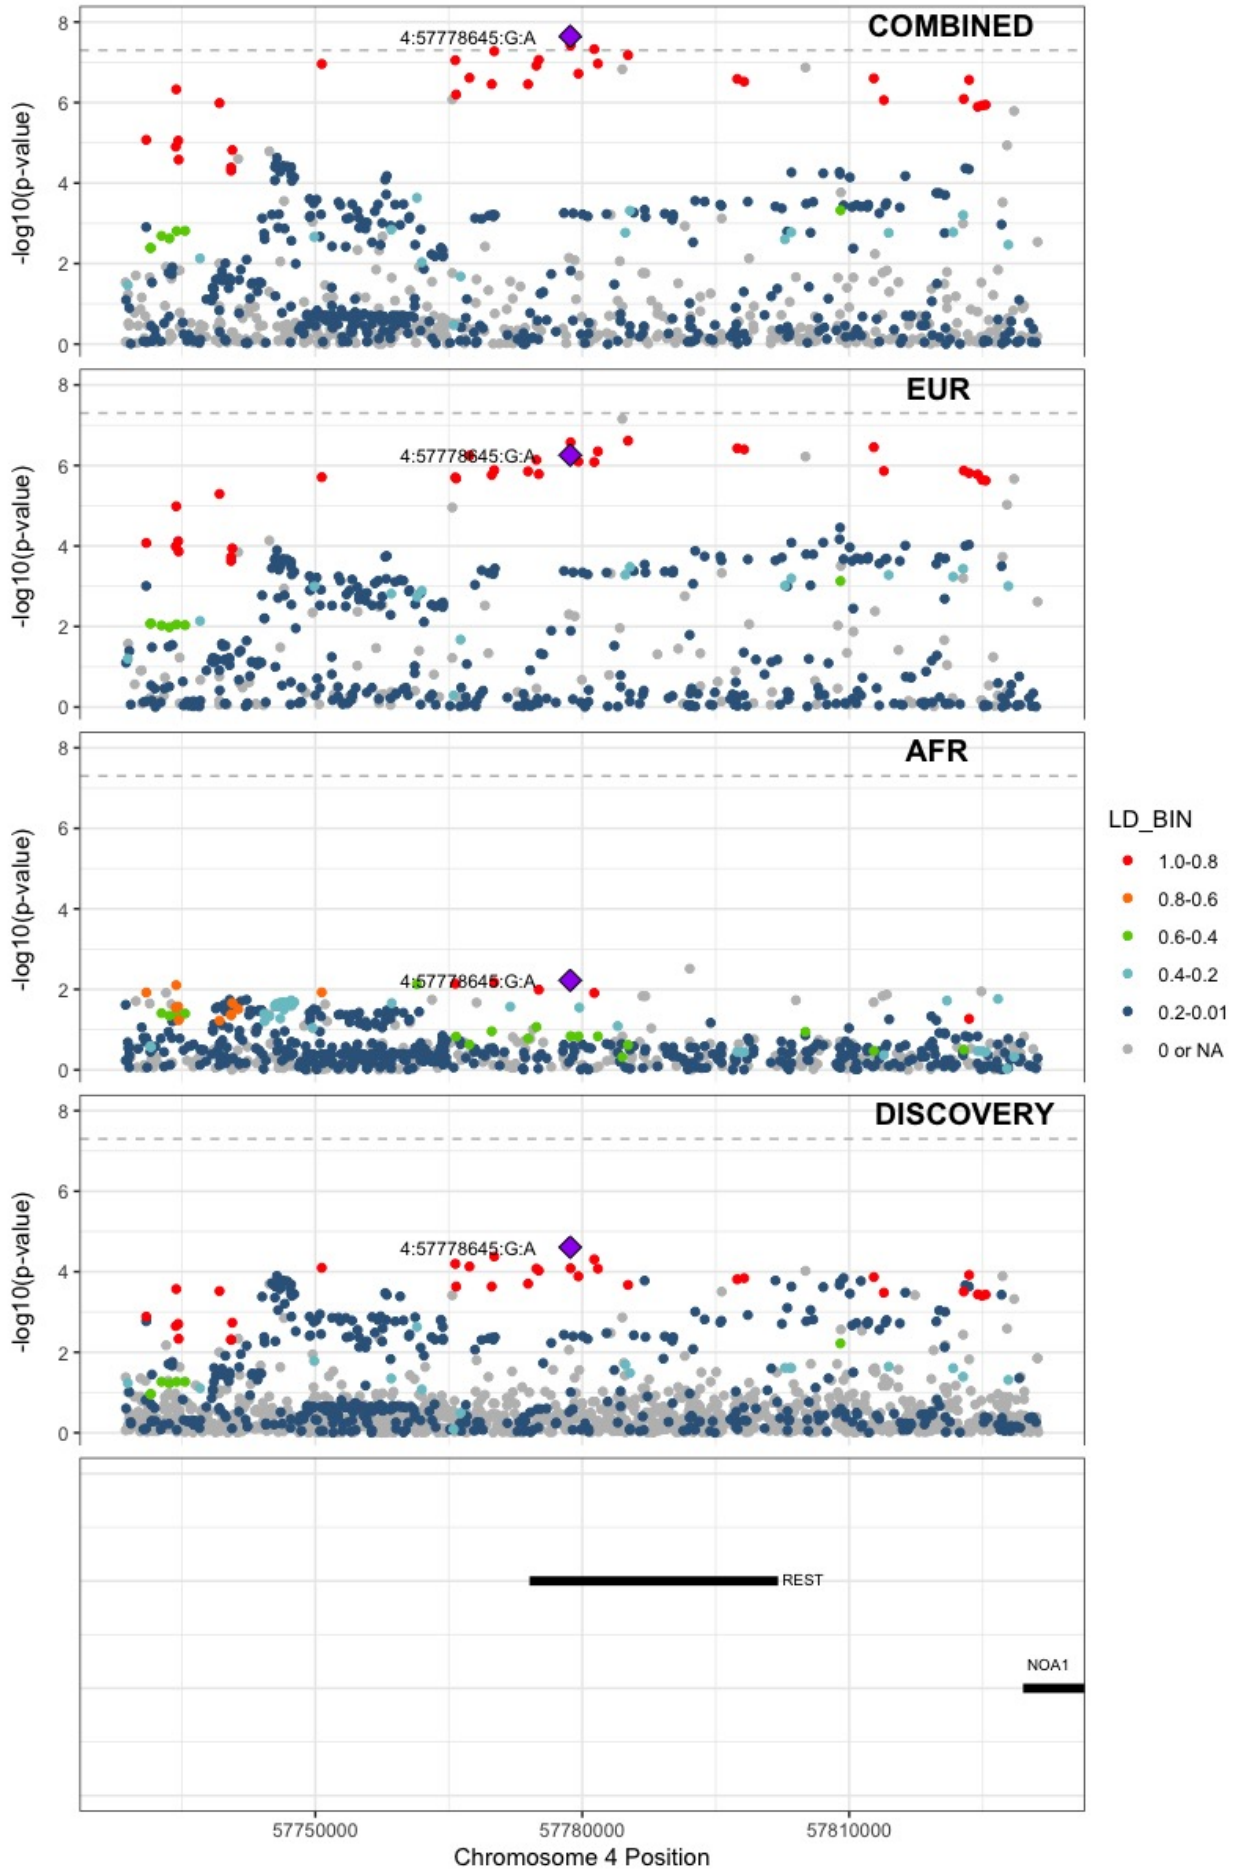 COMBINED
4:57778645:G:A
8
6
4
2
0
-log10(p-value)
EUR
4:57778645:G:A
8
6
4
2
0
-log10(p-value)
AFR
4:57778645:G:A
8
6
4
2
0
-log10(p-value)
DISCOVERY
4:57778645:G:A
8
6
4
2
0
-log10(p-value)
LD_BIN
1.0-0.8
0.8-0.6
0.6-0.4
0.4-0.2
0.2-0.01
0 or NA
REST
NOA1
57750000 57780000 57810000
Chromosome 4 Position